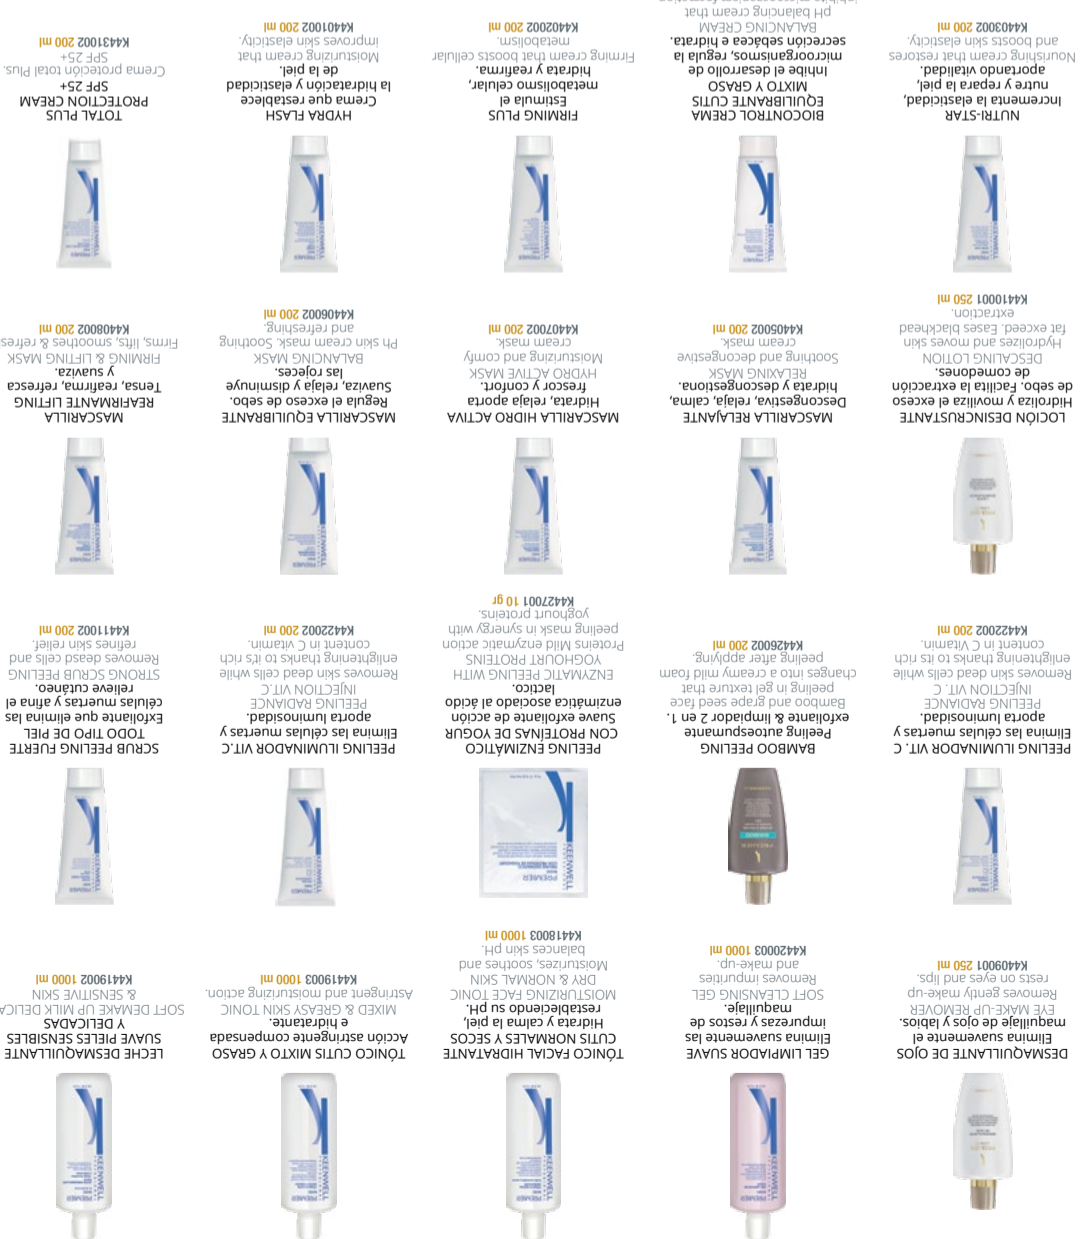 DESMAQUILLANTE DE OJOS
Elimina suavemente el
maquillaje de ojos y labios.
EYE MAKE-UP REMOVER
Removes gently make-up
rests on eyes and lips.
K4409001 250 ml
GEL LIMPIADOR SUAVE
Elimina suavemente las
impurezas y restos de
maquillaje.
SOFT CLEANSING GEL
Removes impurities
and make-up.
K4420003 1000 ml
TÓNICO FACIAL HIDRATANTE
CUTIS NORMALES Y SECOS
Hidrata y calma la piel,
restableciendo su pH.
MOISTURIZING FACE TONIC
DRY & NORMAL SKIN
Moisturizes, soothes and
balances skin pH.
K4418003 1000 ml
TÓNICO CUTIS MIXTO Y GRASO
Acción astringente compensada
e hidratante.
MIXED & GREASY SKIN TONIC
Astringent and moisturizing action.
K4419003 1000 ml
LECHE DESMAQUILLANTE
SUAVE PIELES SENSIBLES
Y DELICADAS
SOFT DEMAKE UP MILK DELICA
& SENSITIVE SKIN
K4419002 1000 ml
PEELING ILUMINADOR VIT. C
Elimina las células muertas y
aporta luminosidad.
PEELING RADIANCE
INJECTION VIT. C
Removes skin dead cells while
enlightening thanks to its rich
content in C Vitamin.
K4422002 200 ml
BAMBOO PEELING
Peeling autoespumante
exfoliante & limpiador 2 en 1.
Bamboo and grape seed face
peeling in gel texture that
changes into a creamy mild foam
peeling after applying.
K4426002 200 ml
PEELING ENZIMÁTICO
CON PROTEÍNAS DE YOGUR
Suave exfoliante de acción
enzimática asociado al ácido
lactico.
ENZYMATIC PEELING WITH
YOGHOURT PROTEINS
Proteins Mild enzymatic action
peeling mask in synergy with
yoghourt proteins.
K4427001 10 gr
PEELING ILUMINADOR VIT.C
Elimina las células muertas y
aporta luminosidad.
PEELING RADIANCE
INJECTION VIT.C
Removes skin dead cells while
enlightening thanks to it's rich
content in C vitamin.
K4422002 200 ml
SCRUB PEELING FUERTE
TODO TIPO DE PIEL
Exfoliante que elimina las
células muertas y afina el
relieve cutáneo.
STRONG SCRUB PEELING
Removes deasd cells and
refines skin relief.
K4411002 200 ml
LOCIÓN DESINCRUSTANTE
Hidroliza y moviliza el exceso
de sebo. Facilita la extracción
de comedones.
DESCALING LOTION
Hydrolizes and moves skin
fat exceed. Eases blackhead
extraction.
K4410001 250 ml
MASCARILLA RELAJANTE
Descongestiva, relaja, calma,
hidrata y descongestiona.
RELAXING MASK
Soothing and decongestive
cream mask.
K4405002 200 ml
MASCARILLA HIDRO ACTIVA
Hidrata, relaja aporta
frescor y confort.
HYDRO ACTIVE MASK
Moisturizing and comfy
cream mask.
K4407002 200 ml
MASCARILLA EQUILIBRANTE
Regula el exceso de sebo.
Suaviza, relaja y disminuye
las rojeces.
BALANCING MASK
Ph skin cream mask. Soothing
and refreshing.
K4406002 200 ml
MASCARILLA
REAFIRMANTE LIFTING
Tensa, reafirma, refresca
y suaviza.
FIRMING & LIFTING MASK
Firms, lifts, smoothes & refres
K4408002 200 ml
NUTRI-STAR
Incrementa la elasticidad,
nutre y repara la piel,
aportando vitalidad.
Nourishing cream that restores
and boosts skin elasticity.
K4403002 200 ml
BIOCONTROL CREMA
EQUILIBRANTE CUTIS
MIXTO Y GRASO
Inhibe el desarollo de
microorganismos, regula la
secreción sebácea e hidrata.
BALANCING CREAM
pH balancing cream that
FIRMING PLUS
Estimula el
metabolismo celular,
hidrata y reafirma.
Firming cream that boosts cellular
metabolism.
K4402002 200 ml
HYDRA FLASH
Crema que restablece
la hidratación y elasticidad
de la piel.
Moisturizing cream that
improves skin elasticity.
K4401002 200 ml
TOTAL PLUS
PROTECTION CREAM
SPF 25+
Crema proteción total Plus.
SPF 25+
K4431002 200 ml